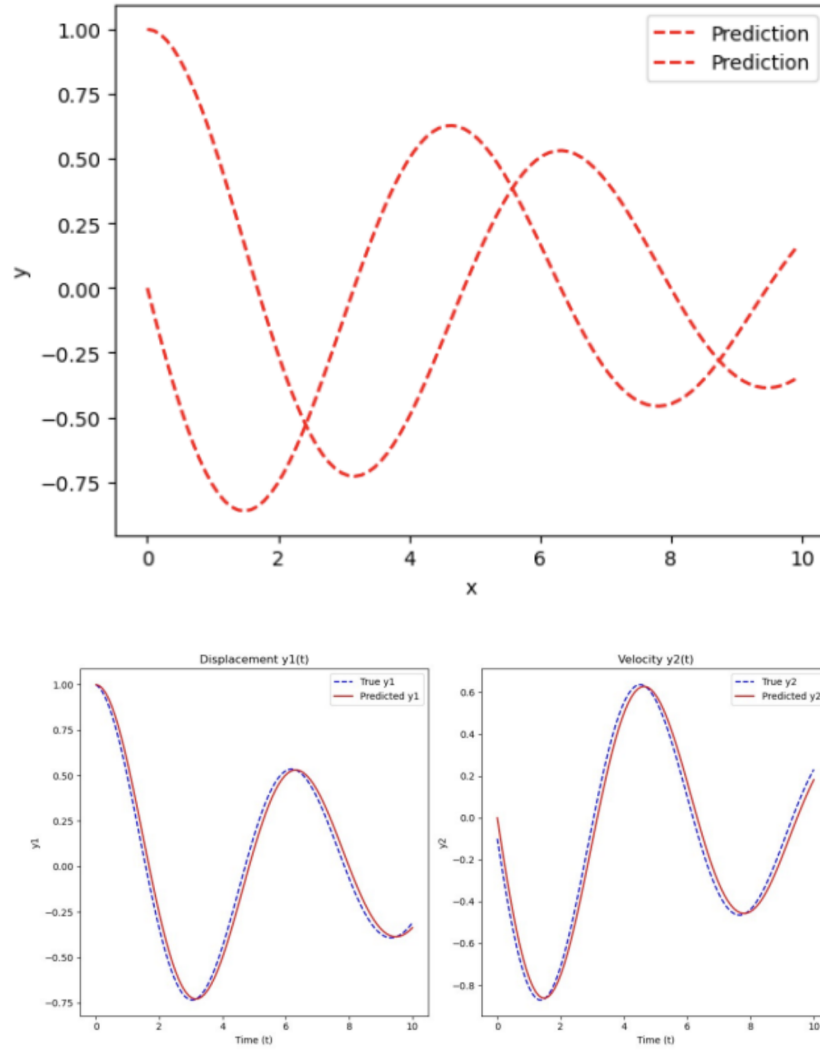 Prediction
Prediction
1.00
0.75
0.50
0.25
0.00
−0.25
−0.50
−0.75
y
0 2 4 6 8 10
x
Displacement y1(t)
True y1
Predicted y1
1.00
0.75
0.50
0.25
0.00
−0.25
−0.50
−0.75
y1
0 2 4 6 8 10
Time (t)
Velocity y2(t)
True y2
Predicted y2
0.6
0.4
0.2
0.0
−0.2
−0.4
−0.6
−0.8
y2
0 2 4 6 8 10
Time (t)